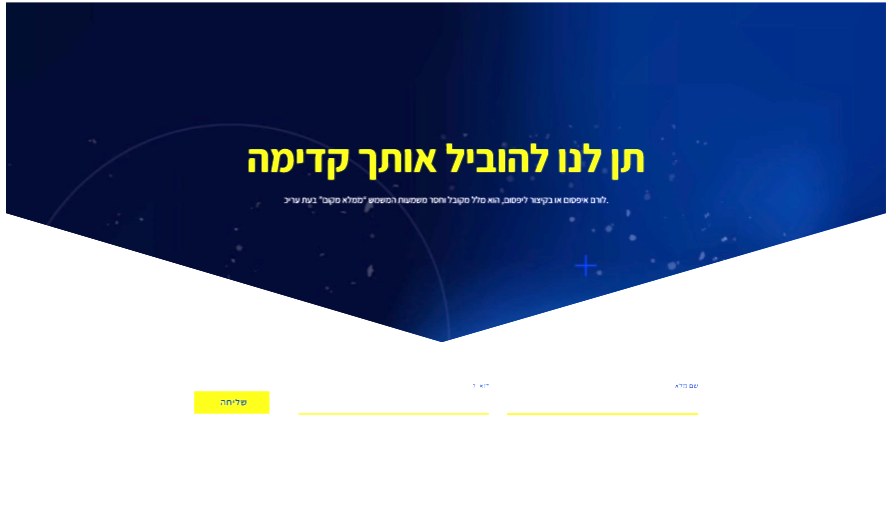 תן לנו להוביל אותך קדימה
לורם איפסום או בקיצור ליפסום, הוא מלל מקובל וחסר משמעות המשמש "ממלא מקום" בעת עריכ.
שם מלא
שליחה